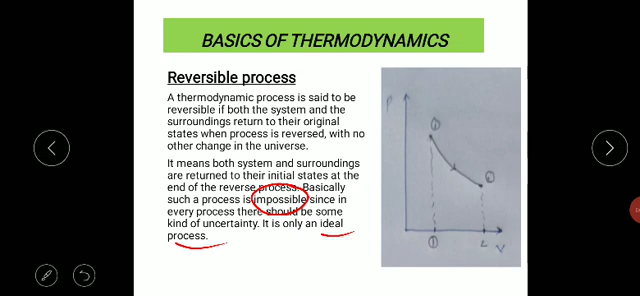 BASICS OF THERMODYNAMICS
Reversible process
A thermodynamic process is said to be
reversible if both the system and the
surroundings return to their original
states when process is reversed, with no
other change in the universe.
It means both system and surroundings
are returned to their initial states at the
end of the reverse process. Basically
such a process is impossible since in
every process there should be some
kind of uncertainty. It is only an ideal
process.
P
1
2
1
2
V